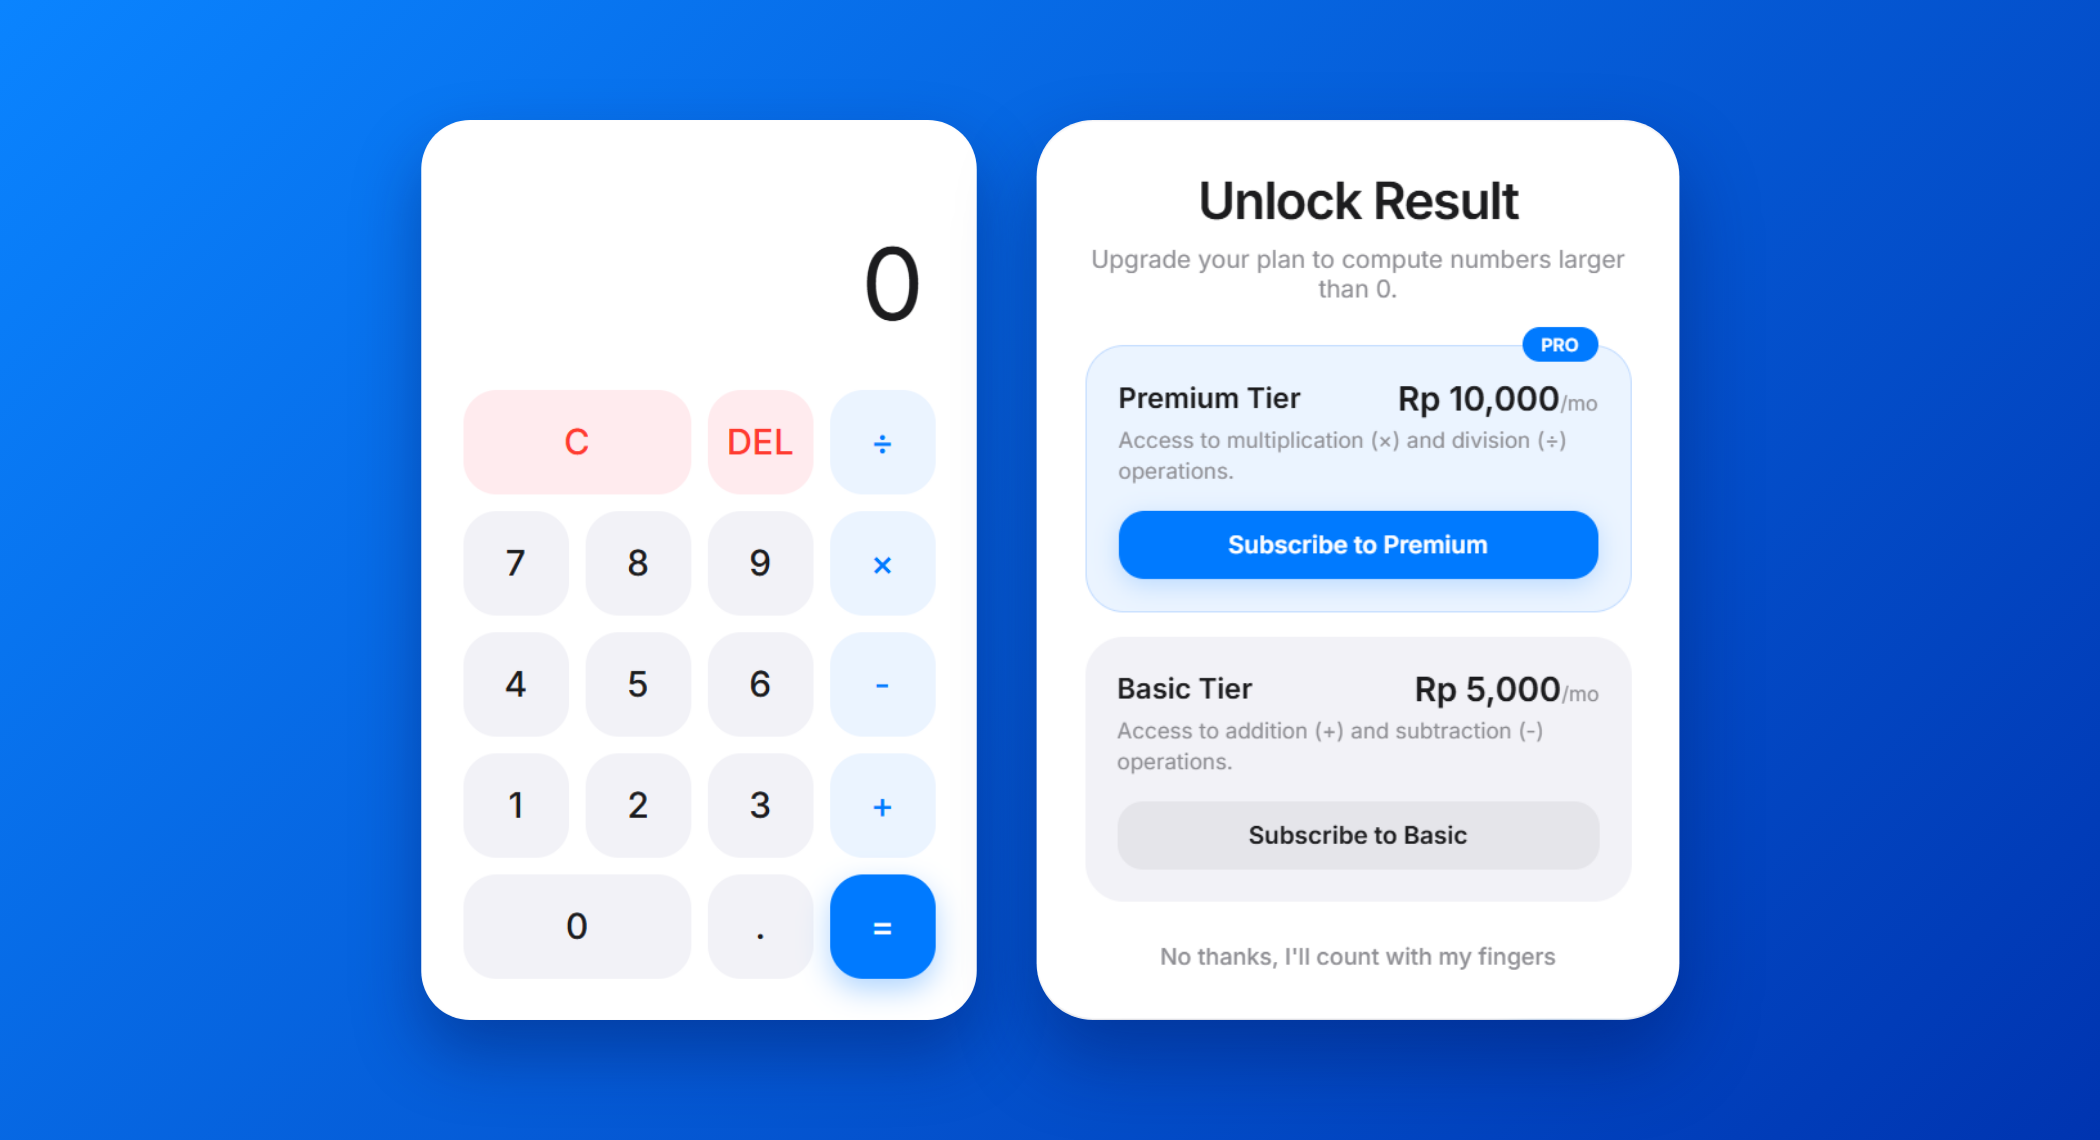 0
C DEL ÷
7 8 9 ×
4 5 6 -
1 2 3 +
0 . =
Unlock Result
Upgrade your plan to compute numbers larger
than 0.
PRO
Premium Tier Rp 10,000/mo
Access to multiplication (×) and division (÷)
operations.
Subscribe to Premium
Basic Tier Rp 5,000/mo
Access to addition (+) and subtraction (-)
operations.
Subscribe to Basic
No thanks, I'll count with my fingers